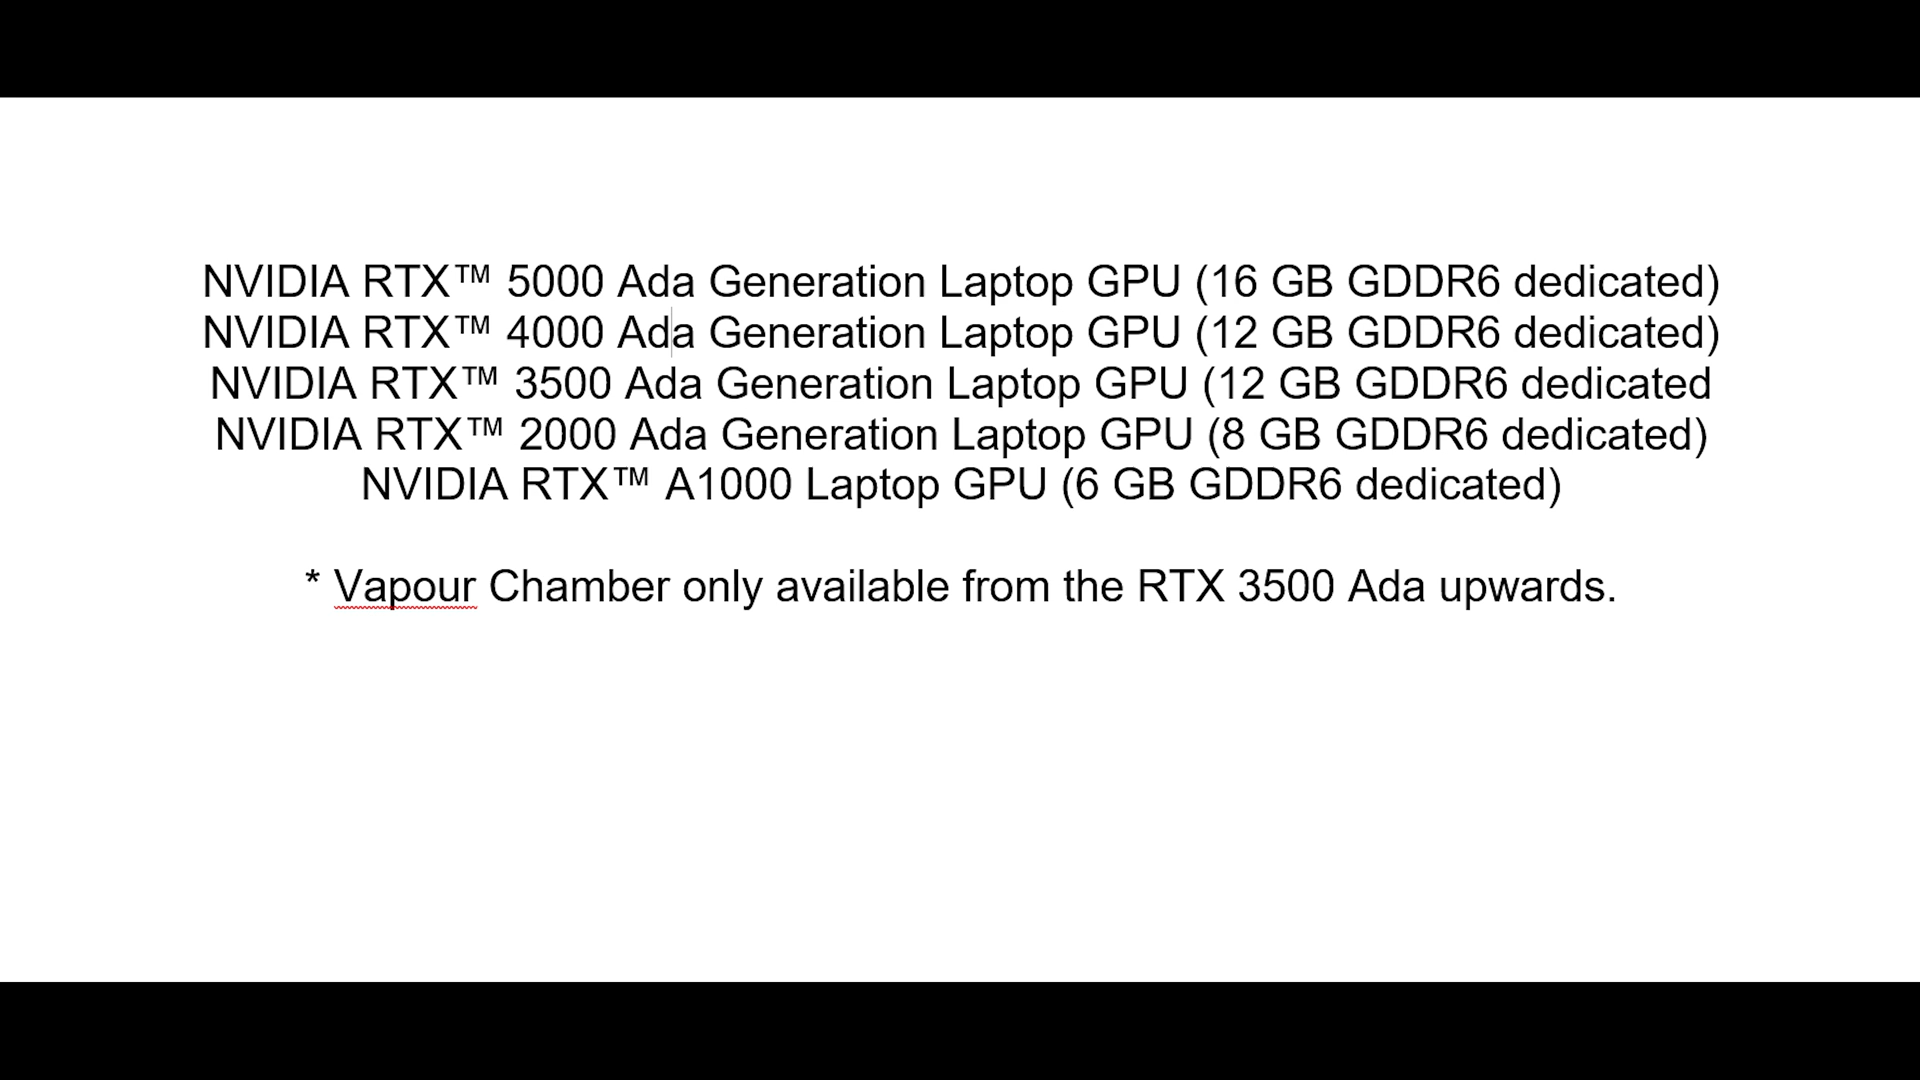 NVIDIA RTX™ 5000 Ada Generation Laptop GPU (16 GB GDDR6 dedicated)
NVIDIA RTX™ 4000 Ada Generation Laptop GPU (12 GB GDDR6 dedicated)
NVIDIA RTX™ 3500 Ada Generation Laptop GPU (12 GB GDDR6 dedicated
NVIDIA RTX™ 2000 Ada Generation Laptop GPU (8 GB GDDR6 dedicated)
NVIDIA RTX™ A1000 Laptop GPU (6 GB GDDR6 dedicated)
* Vapour Chamber only available from the RTX 3500 Ada upwards.